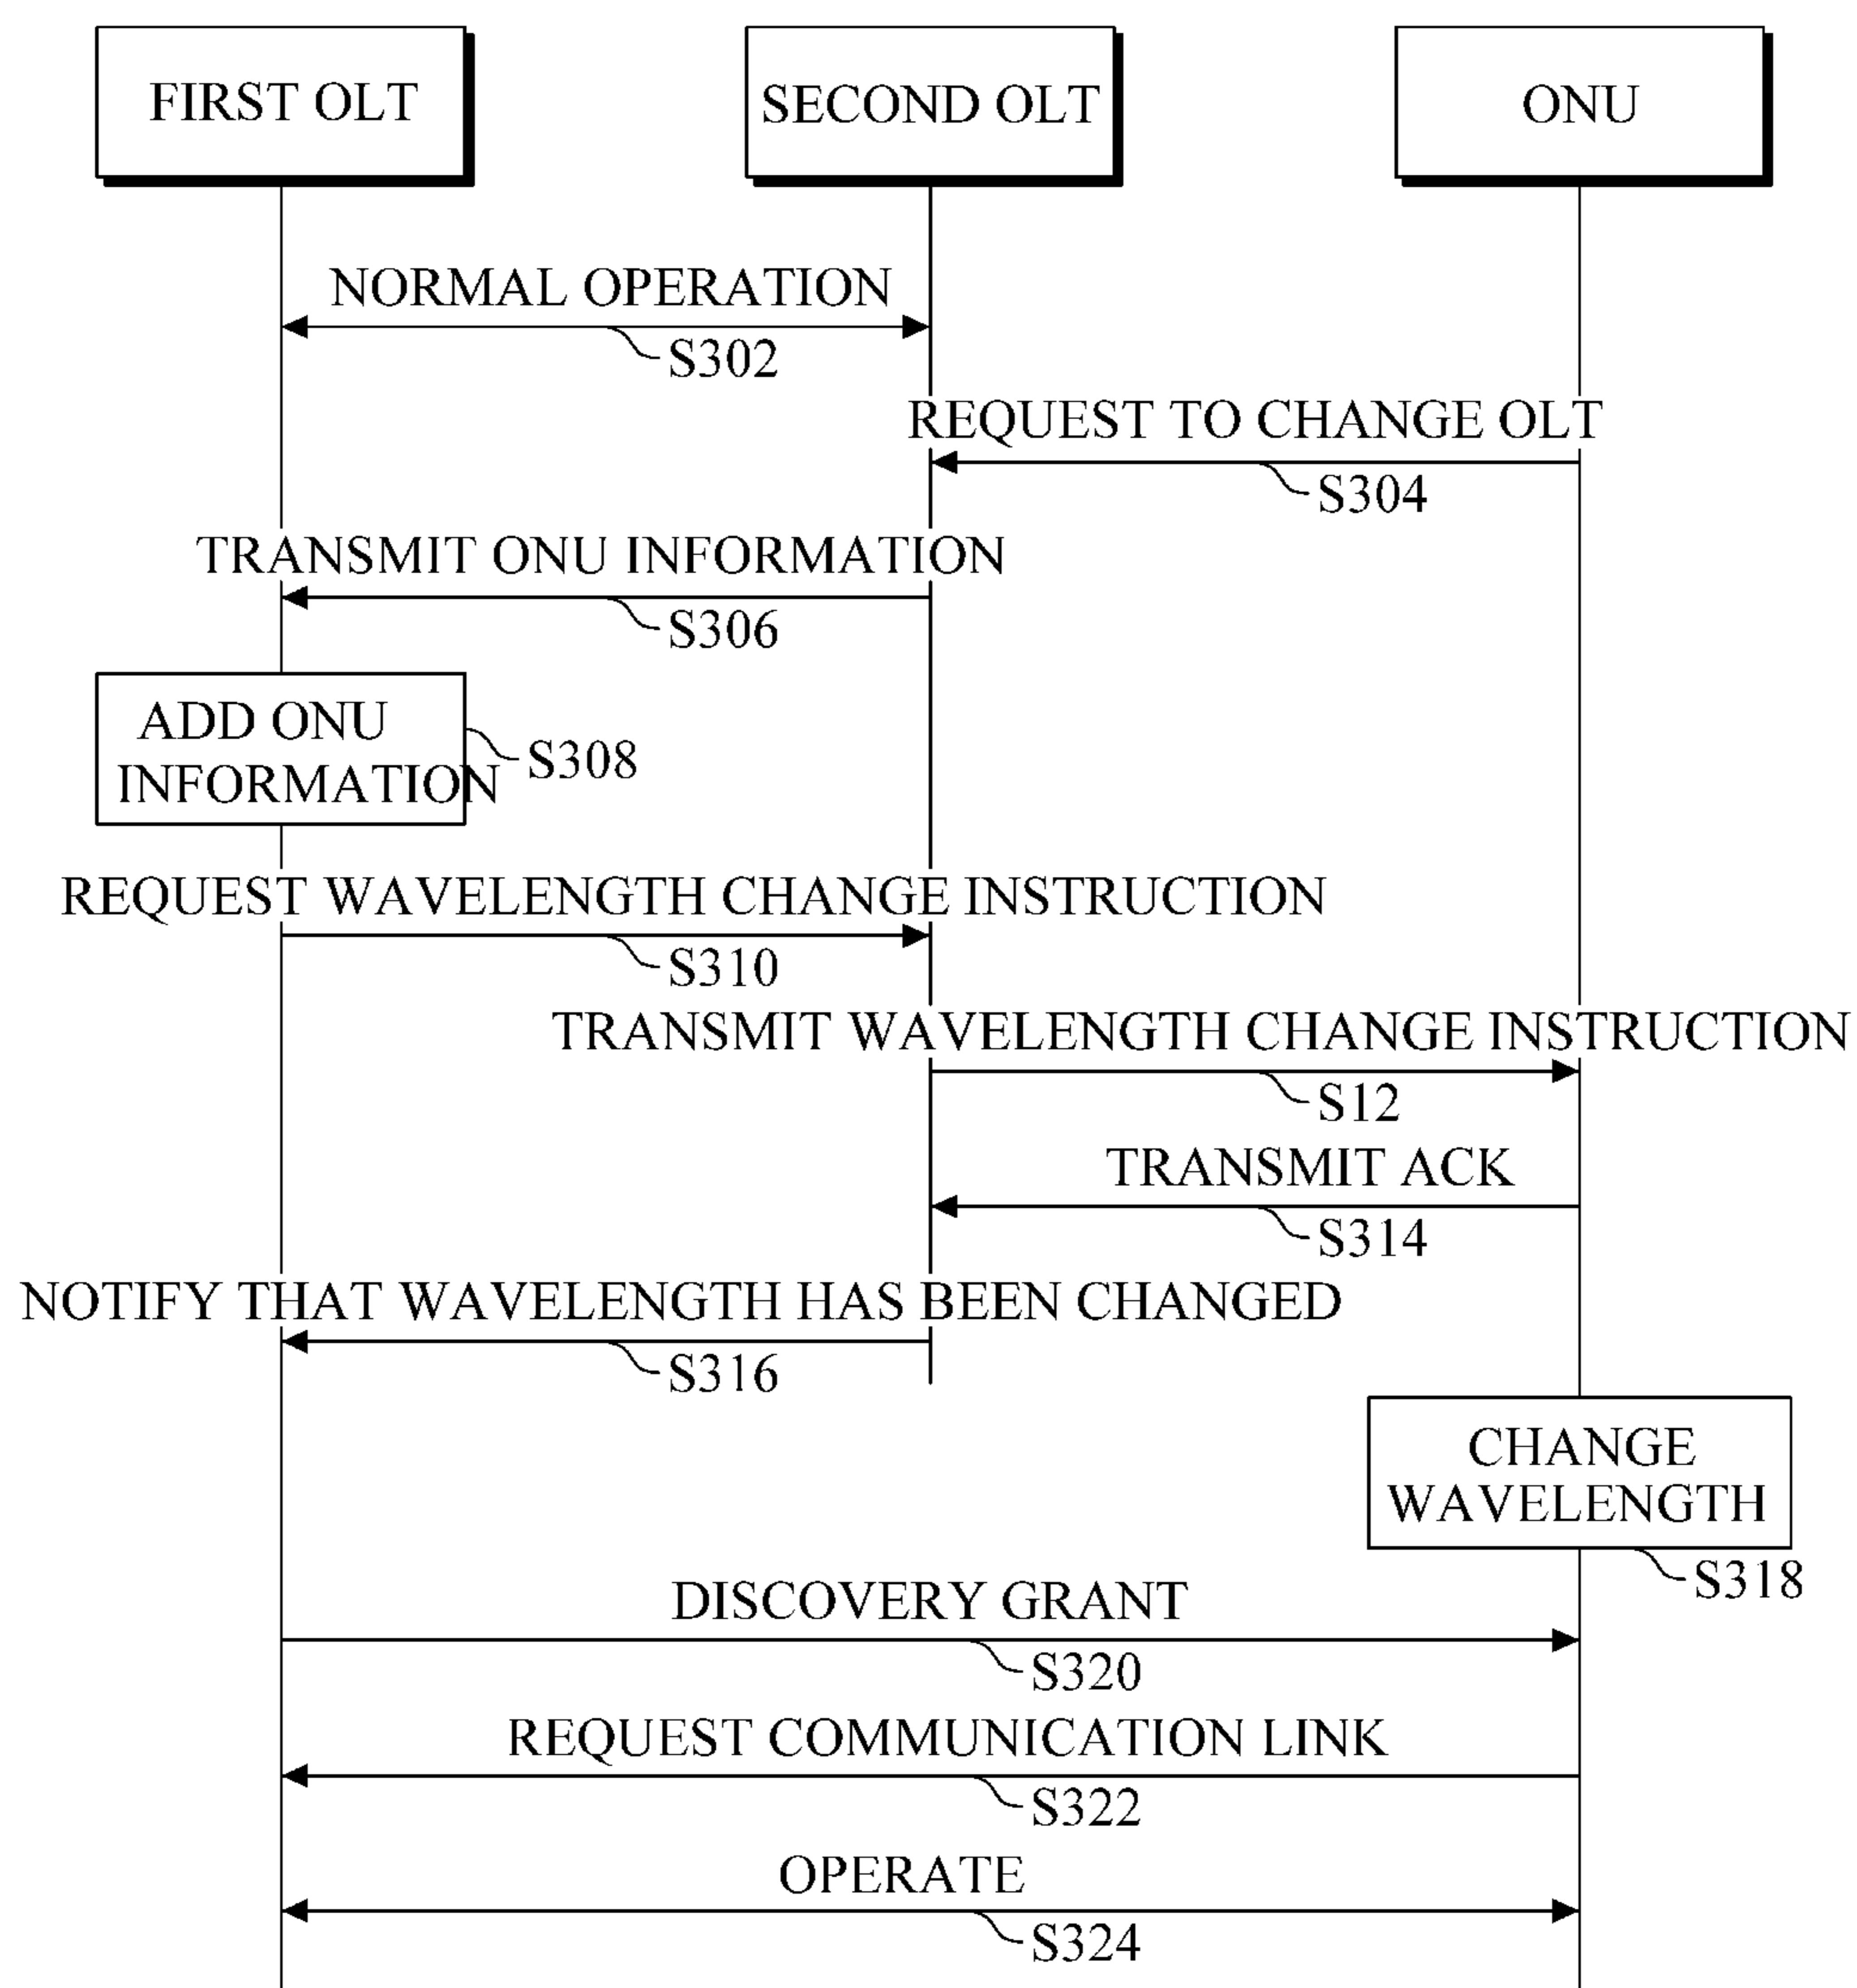 FIRST OLT
SECOND OLT
ONU
NORMAL OPERATION
S302
REQUEST TO CHANGE OLT
S304
TRANSMIT ONU INFORMATION
S306
ADD ONU
INFORMATION
S308
REQUEST WAVELENGTH CHANGE INSTRUCTION
S310
TRANSMIT WAVELENGTH CHANGE INSTRUCTION
S12
TRANSMIT ACK
S314
NOTIFY THAT WAVELENGTH HAS BEEN CHANGED
S316
CHANGE
WAVELENGTH
S318
DISCOVERY GRANT
S320
REQUEST COMMUNICATION LINK
S322
OPERATE
S324